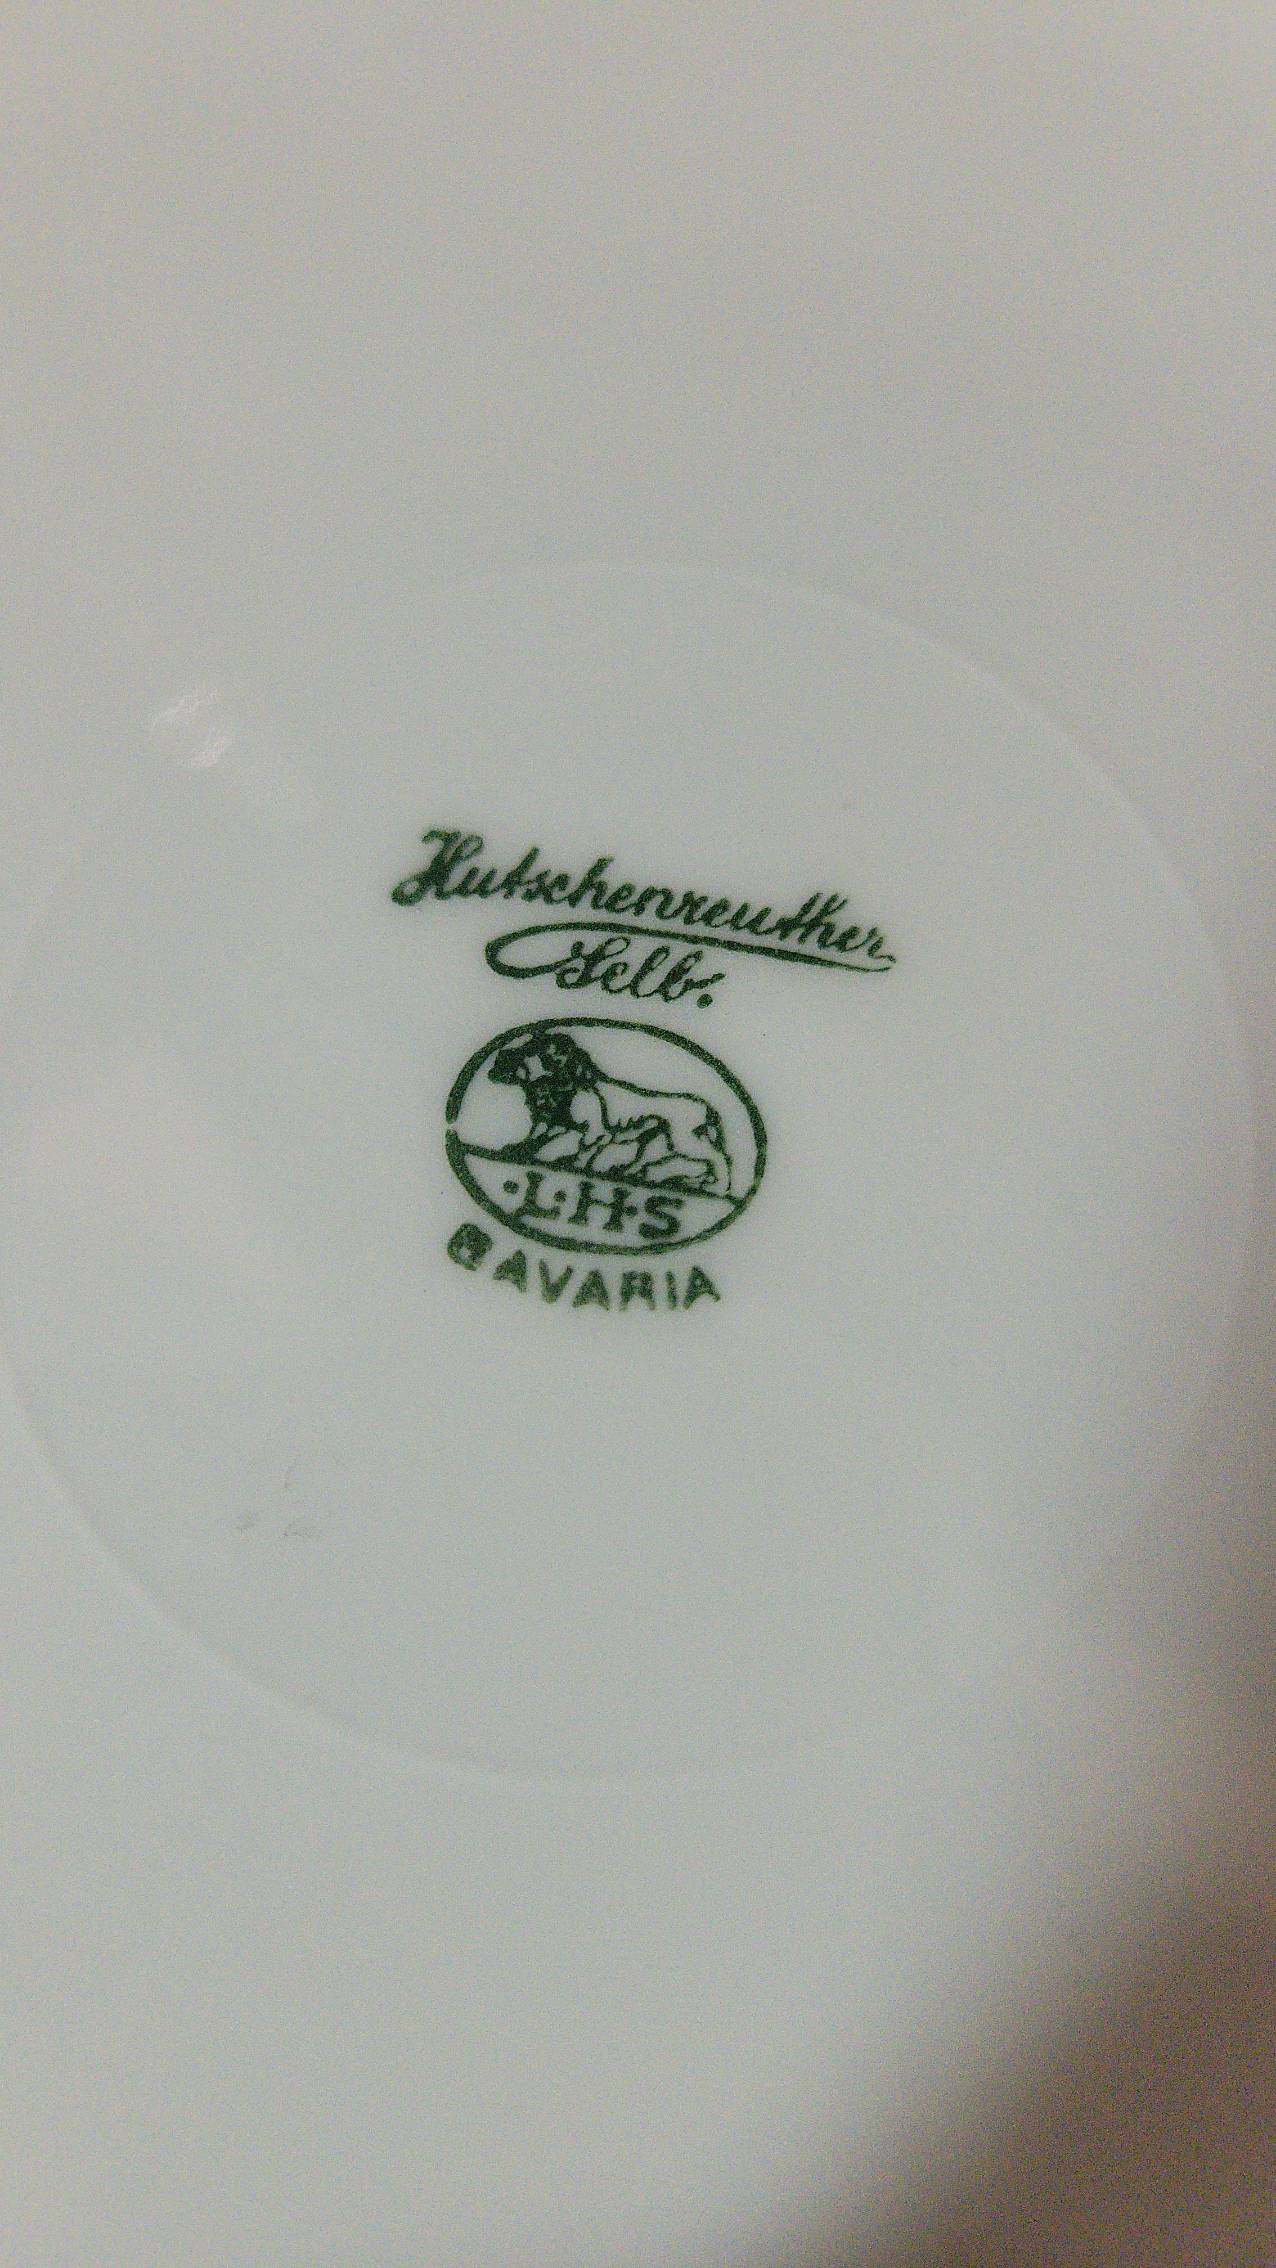 Hutschenreuther
Selb.
·L·H·S
BAVARIA